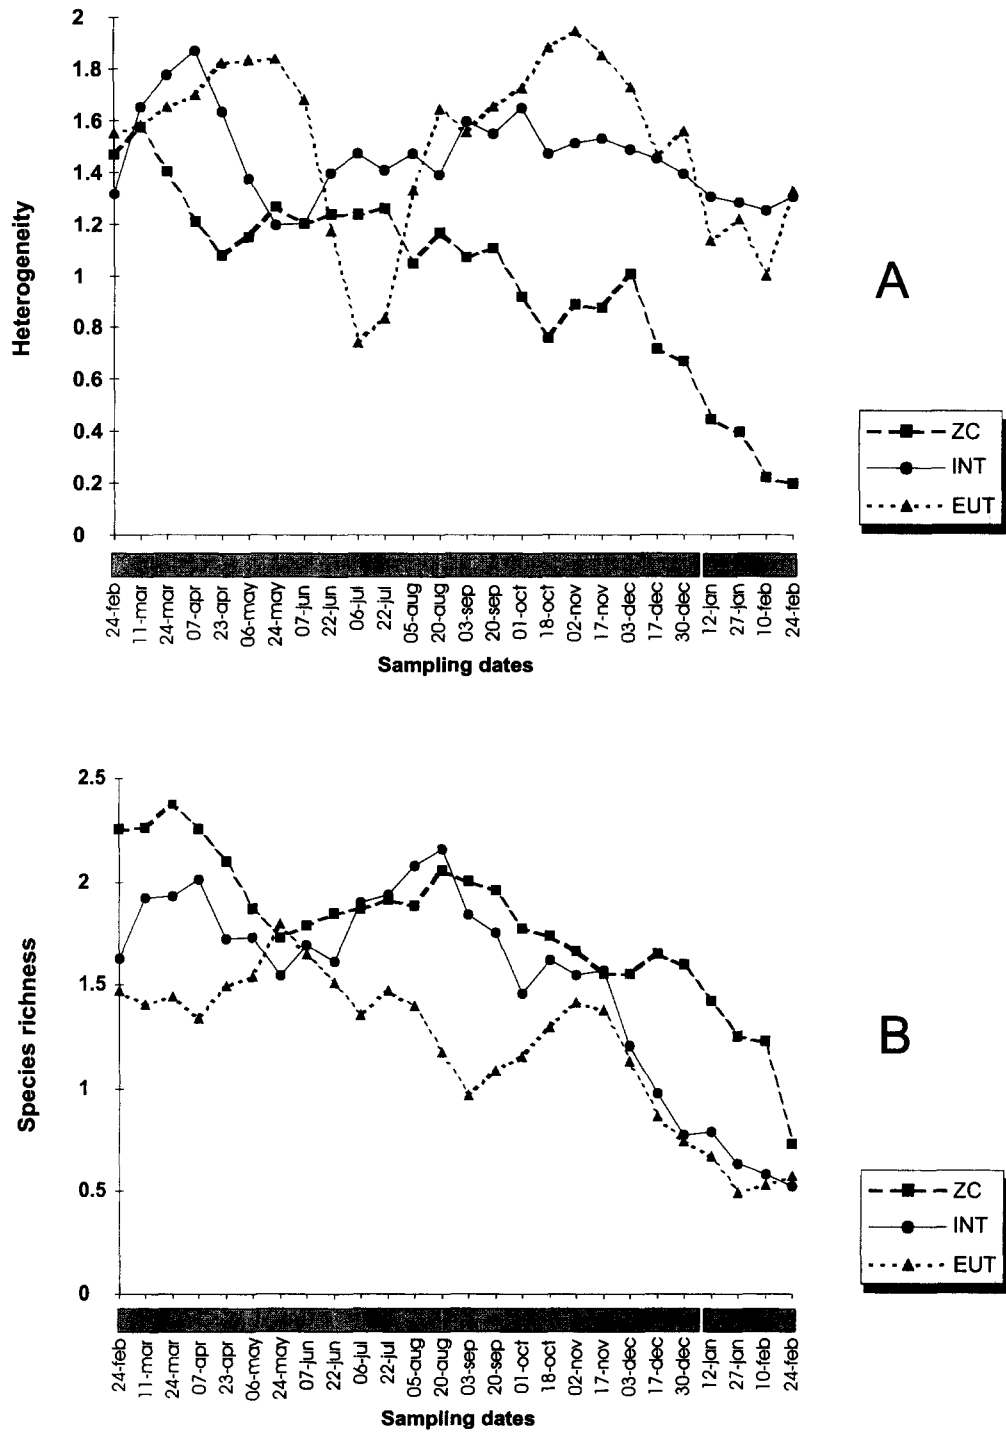 2
1.8
1.6
1.4
1.2
1
0.8
0.6
0.4
0.2
0
Heterogeneity
A
ZC
INT
EUT
24-feb
11-mar
24-mar
07-apr
23-apr
06-may
24-may
07-jun
22-jun
06-jul
22-jul
05-aug
20-aug
03-sep
20-sep
01-oct
18-oct
02-nov
17-nov
03-dec
17-dec
30-dec
12-jan
27-jan
10-feb
24-feb
Sampling dates
2.5
2
1.5
1
0.5
0
Species richness
B
ZC
INT
EUT
24-feb
11-mar
24-mar
07-apr
23-apr
06-may
24-may
07-jun
22-jun
06-jul
22-jul
05-aug
20-aug
03-sep
20-sep
01-oct
18-oct
02-nov
17-nov
03-dec
17-dec
30-dec
12-jan
27-jan
10-feb
24-feb
Sampling dates